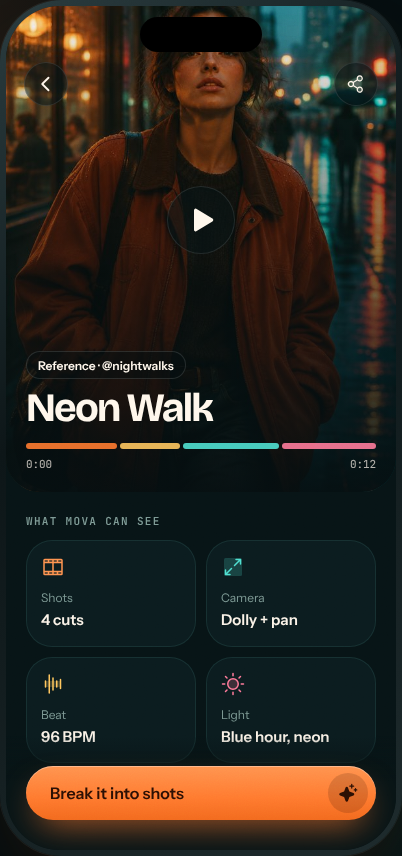 Reference · @nightwalks
Neon Walk
0:00
0:12
WHAT MOVA CAN SEE
Shots
4 cuts
Camera
Dolly + pan
Beat
96 BPM
Light
Blue hour, neon
Break it into shots